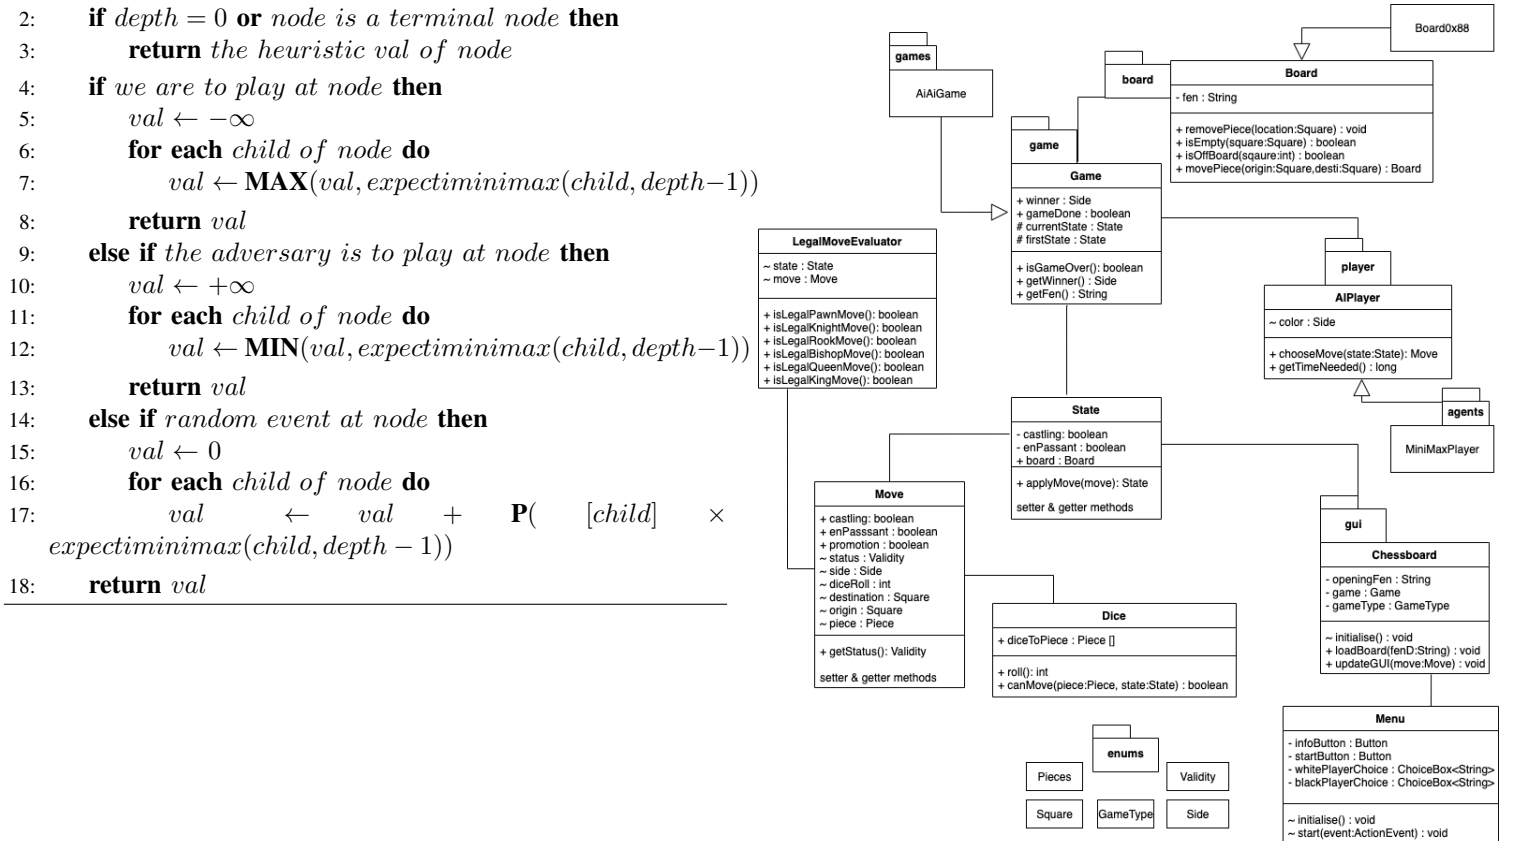 2: if depth = 0 or node is a terminal node then
3: return the heuristic val of node
4: if we are to play at node then
5: val ← −∞
6: for each child of node do
7: val ← MAX(val, expectiminimax(child, depth−1))
8: return val
9: else if the adversary is to play at node then
10: val ← +∞
11: for each child of node do
12: val ← MIN(val, expectiminimax(child, depth−1))
13: return val
14: else if random event at node then
15: val ← 0
16: for each child of node do
17: val ← val + P( [child] ×
expectiminimax(child, depth − 1))
18: return val
games
AiAiGame
board
Board0x88
Board
- fen : String
+ removePiece(location:Square) : void
+ isEmpty(square:Square) : boolean
+ isOffBoard(sqaure:int) : boolean
+ movePiece(origin:Square,desti:Square) : Board
game
Game
+ winner : Side
+ gameDone : boolean
# currentState : State
# firstState : State
+ isGameOver(): boolean
+ getWinner() : Side
+ getFen() : String
LegalMoveEvaluator
~ state : State
~ move : Move
+ isLegalPawnMove(): boolean
+ isLegalKnightMove(): boolean
+ isLegalRookMove(): boolean
+ isLegalBishopMove(): boolean
+ isLegalQueenMove(): boolean
+ isLegalKingMove(): boolean
player
AIPlayer
~ color : Side
+ chooseMove(state:State): Move
+ getTimeNeeded() : long
agents
MiniMaxPlayer
State
- castling: boolean
- enPassant : boolean
+ board : Board
+ applyMove(move): State
setter & getter methods
Move
+ castling: boolean
+ enPasssant : boolean
+ promotion : boolean
~ status : Validity
~ side : Side
~ diceRoll : int
~ destination : Square
~ origin : Square
~ piece : Piece
+ getStatus(): Validity
setter & getter methods
Dice
+ diceToPiece : Piece []
+ roll(): int
+ canMove(piece:Piece, state:State) : boolean
gui
Chessboard
- openingFen : String
- game : Game
- gameType : GameType
~ initialise() : void
+ loadBoard(fenD:String) : void
+ updateGUI(move:Move) : void
Menu
- infoButton : Button
- startButton : Button
- whitePlayerChoice : ChoiceBox<String>
- blackPlayerChoice : ChoiceBox<String>
~ initialise() : void
~ start(event:ActionEvent) : void
enums
Pieces
Validity
Square
GameType
Side